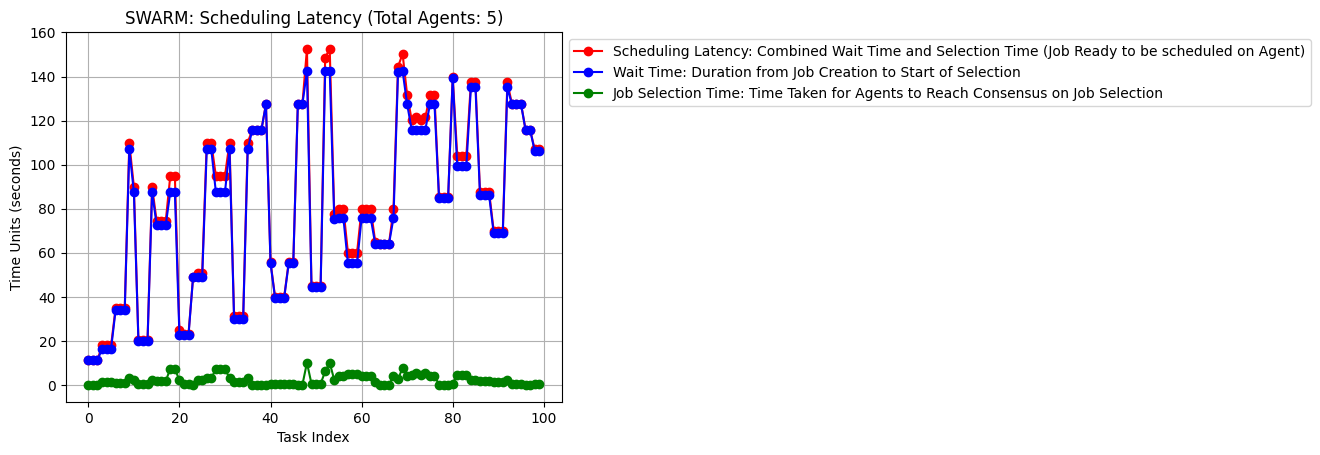 SWARM: Scheduling Latency (Total Agents: 5)
Scheduling Latency: Combined Wait Time and Selection Time (Job Ready to be scheduled on Agent)
Wait Time: Duration from Job Creation to Start of Selection
Job Selection Time: Time Taken for Agents to Reach Consensus on Job Selection
Time Units (seconds)
160
140
120
100
80
60
40
20
0
0 20 40 60 80 100
Task Index